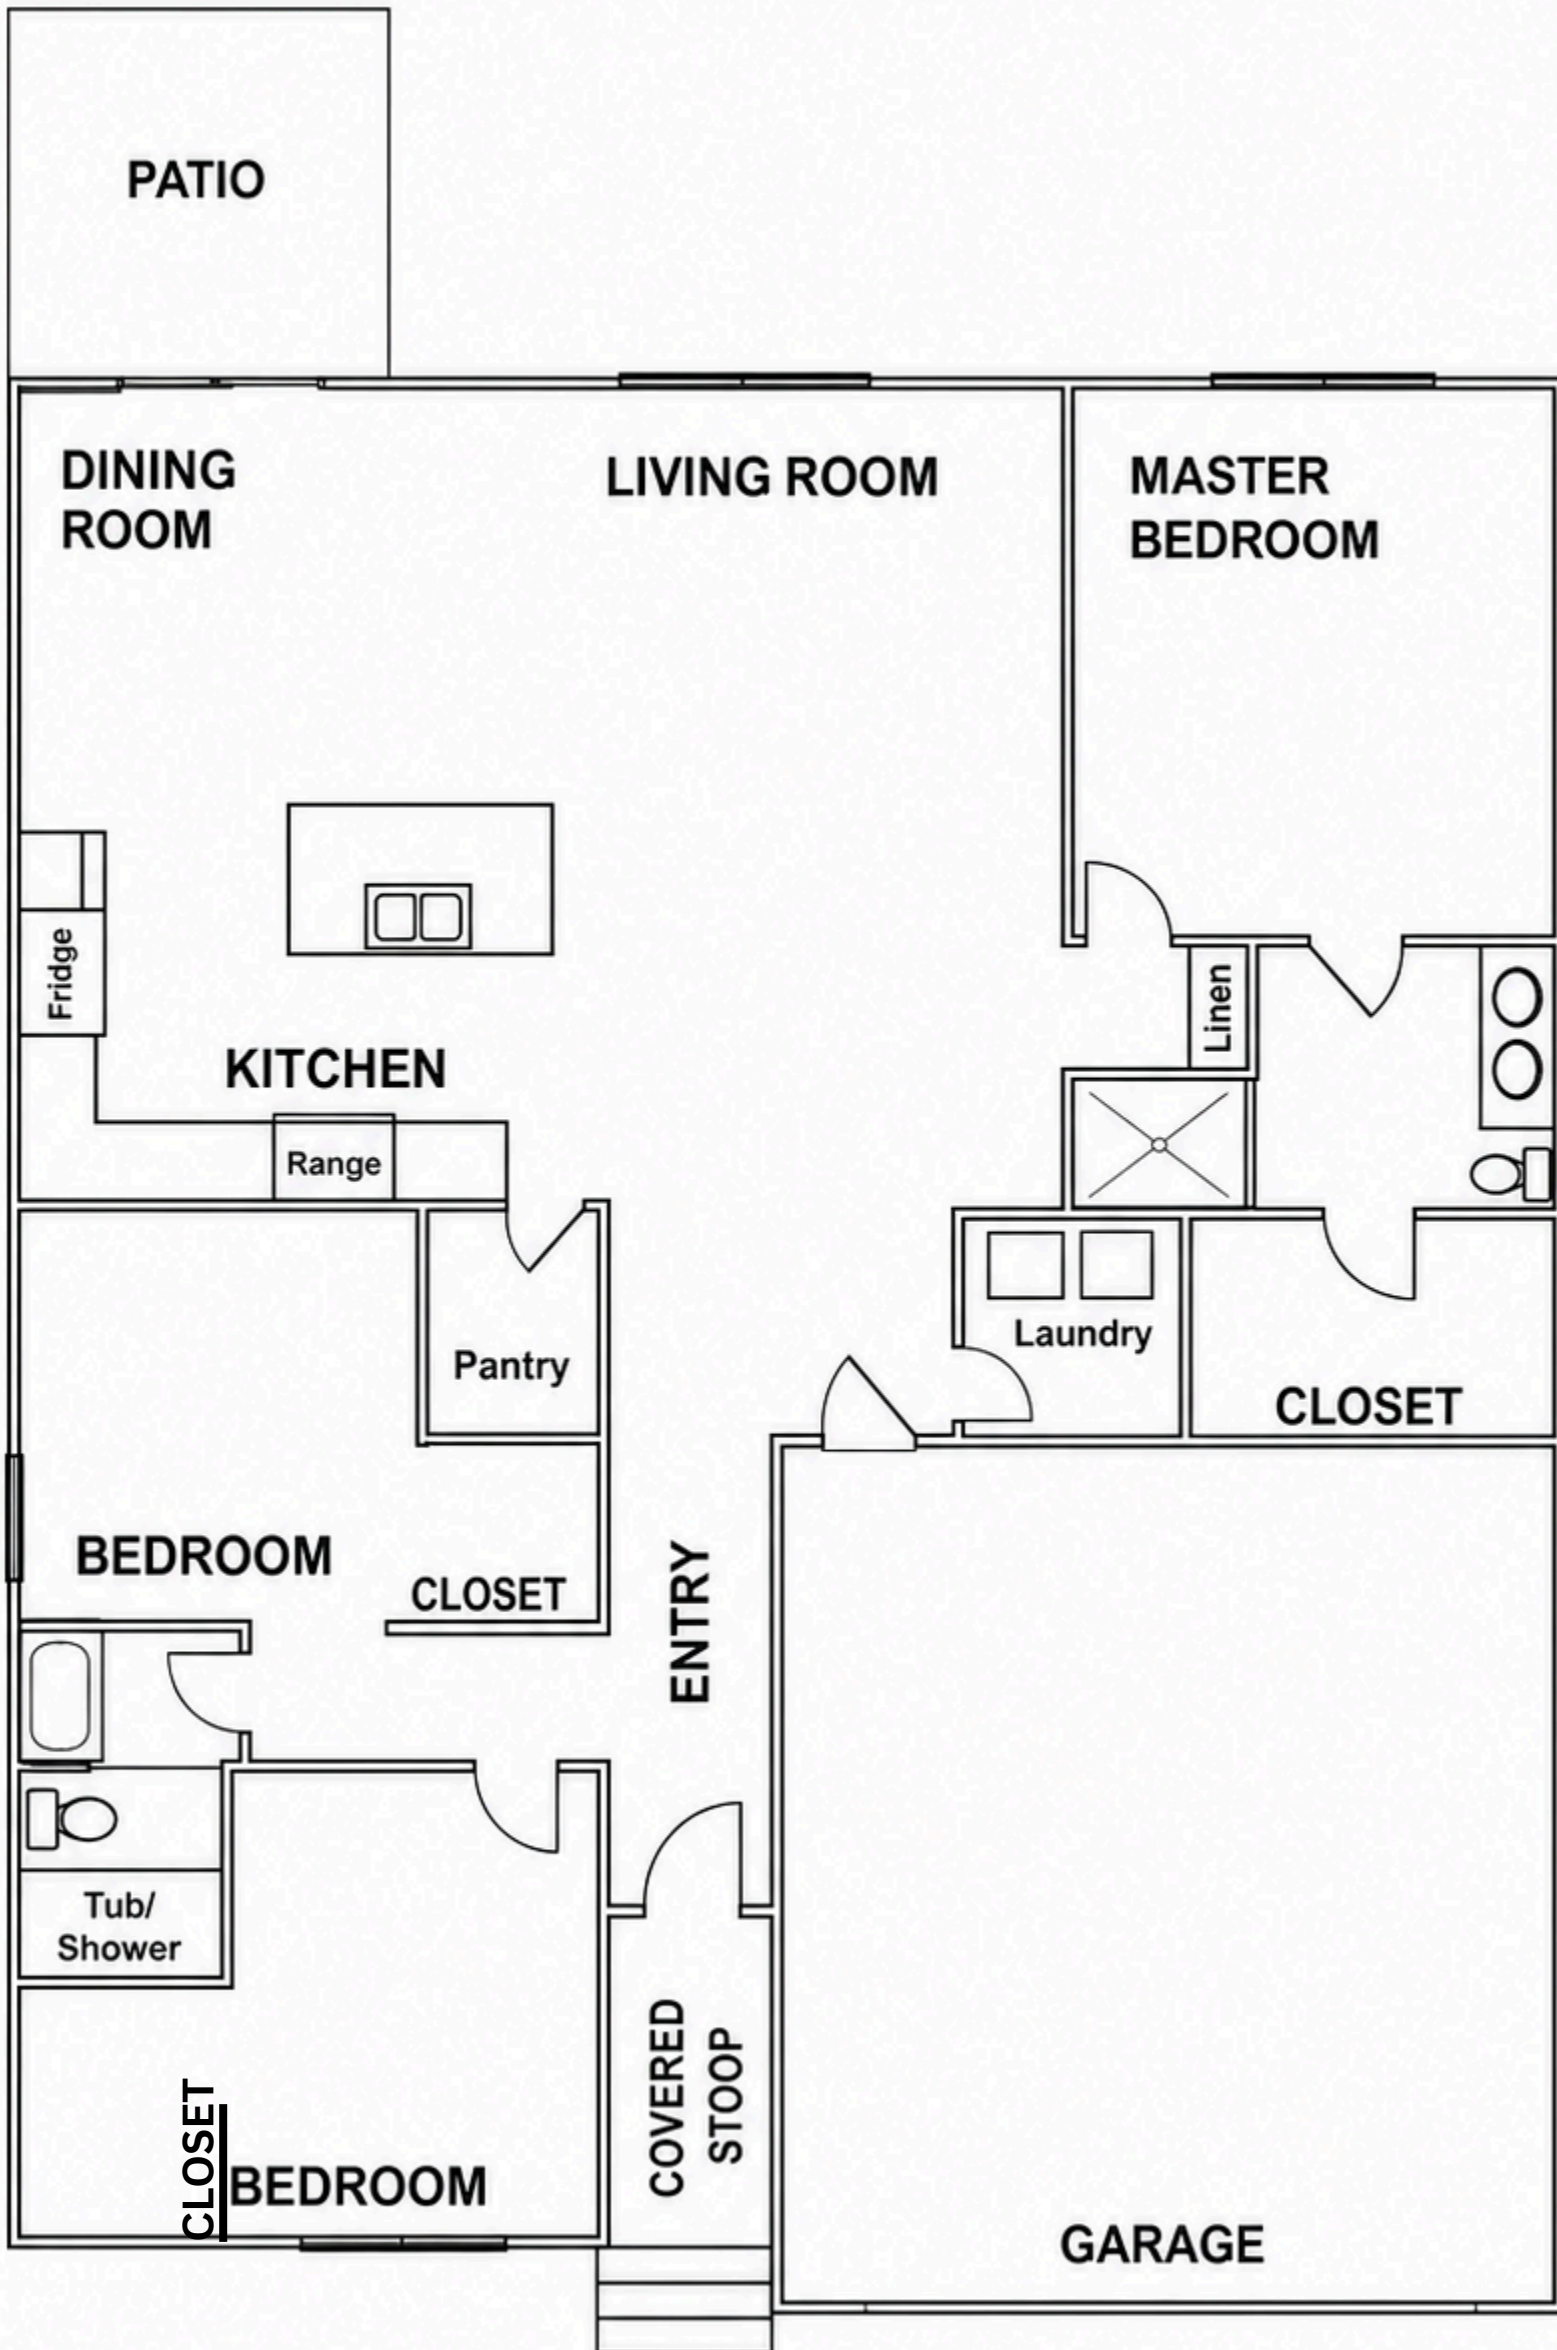 PATIO
DINING
ROOM
LIVING ROOM
MASTER
BEDROOM
Fridge
KITCHEN
Range
Linen
Pantry
Laundry
CLOSET
BEDROOM
CLOSET
ENTRY
Tub/
Shower
CLOSET
BEDROOM
COVERED
STOOP
GARAGE